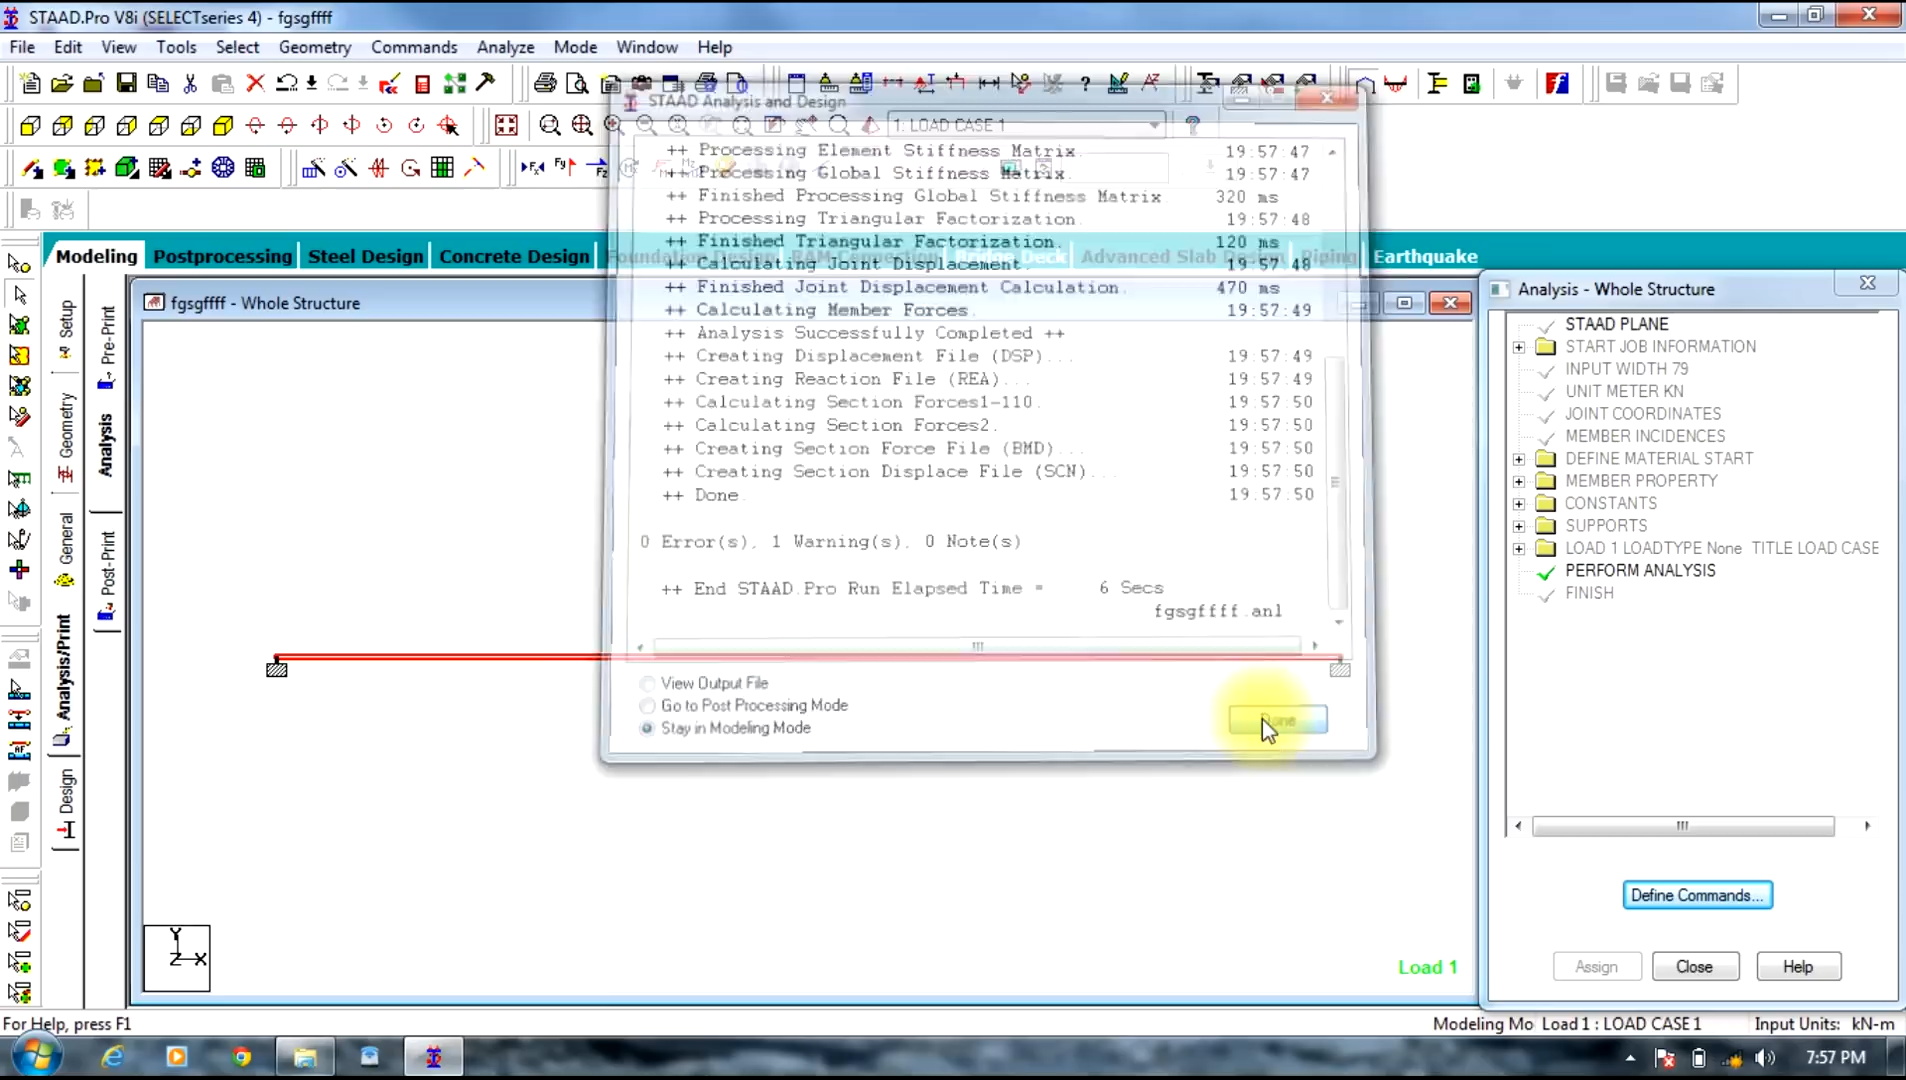 STAAD.Pro V8i (SELECTseries 4) - fgsgffff
File Edit View Tools Select Geometry Commands Analyze Mode Window Help
STAAD Analysis and Design
1: LOAD CASE 1
++ Processing Element Stiffness Matrix. 19:57:47
++ Processing Global Stiffness Matrix. 19:57:47
++ Finished Processing Global Stiffness Matrix 320 ms
++ Processing Triangular Factorization. 19:57:48
++ Finished Triangular Factorization. 120 ms
Modeling Postprocessing Steel Design Concrete Design Foundation Design RAM Connection Bridge Deck Advanced Slab Design Piping Earthquake
++ Calculating Joint Displacement. 19:57:48
++ Finished Joint Displacement Calculation. 470 ms
++ Calculating Member Forces. 19:57:49
++ Analysis Successfully Completed ++
++ Creating Displacement File (DSP)... 19:57:49
++ Creating Reaction File (REA)... 19:57:49
++ Calculating Section Forces1-110. 19:57:50
++ Calculating Section Forces2. 19:57:50
++ Creating Section Force File (BMD)... 19:57:50
++ Creating Section Displace File (SCN)... 19:57:50
++ Done. 19:57:50
0 Error(s), 1 Warning(s), 0 Note(s)
++ End STAAD.Pro Run Elapsed Time = 6 Secs
fgsgffff.anl
View Output File
Go to Post Processing Mode
Stay in Modeling Mode
Done
fgsgffff - Whole Structure
Setup
Geometry
General
Analysis/Print
Design
Pre-Print
Analysis
Post-Print
Y
Z X
Load 1
Analysis - Whole Structure
STAAD PLANE
START JOB INFORMATION
INPUT WIDTH 79
UNIT METER KN
JOINT COORDINATES
MEMBER INCIDENCES
DEFINE MATERIAL START
MEMBER PROPERTY
CONSTANTS
SUPPORTS
LOAD 1 LOADTYPE None TITLE LOAD CASE
PERFORM ANALYSIS
FINISH
Define Commands...
Assign Close Help
For Help, press F1
Modeling Mo Load 1 : LOAD CASE 1 Input Units: kN-m
7:57 PM